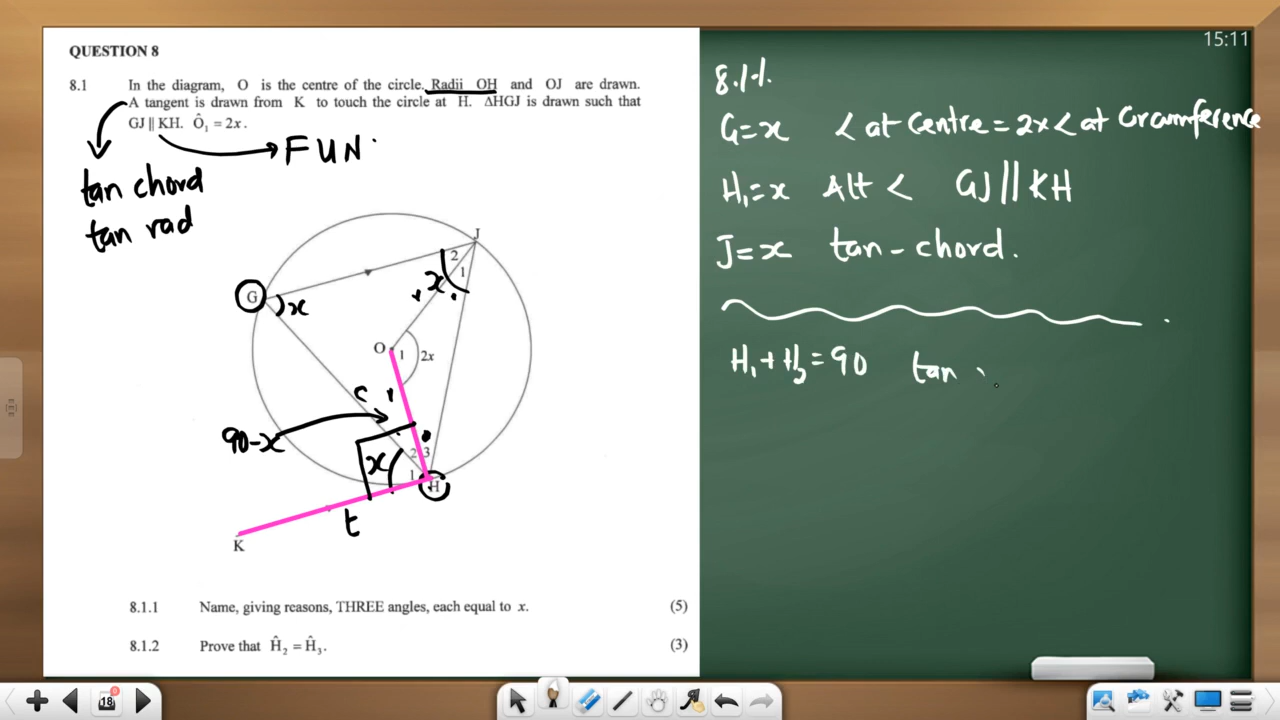 15:11
QUESTION 8
8.1 In the diagram, O is the centre of the circle. Radii OH and OJ are drawn.
A tangent is drawn from K to touch the circle at H. ΔHGJ is drawn such that
GJ || KH. Ô₁ = 2x.
FUN.
tan chord
tan rad
J
2
1
x
G
x
O
1
2x
C
r
90-x
2
3
x
1
H
t
K
8.1.1 Name, giving reasons, THREE angles, each equal to x. (5)
8.1.2 Prove that Ĥ₂ = Ĥ₃. (3)
8.1.1.
G=x < at centre = 2x< at Crcumference
H₁=x Alt < GJ || KH
J=x tan-chord.
H₁+H₂=90 tan
18